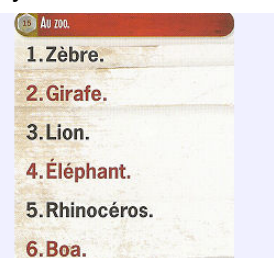 15 Au zoo.
1. Zèbre.
2. Girafe.
3. Lion.
4. Éléphant.
5. Rhinocéros.
6. Boa.